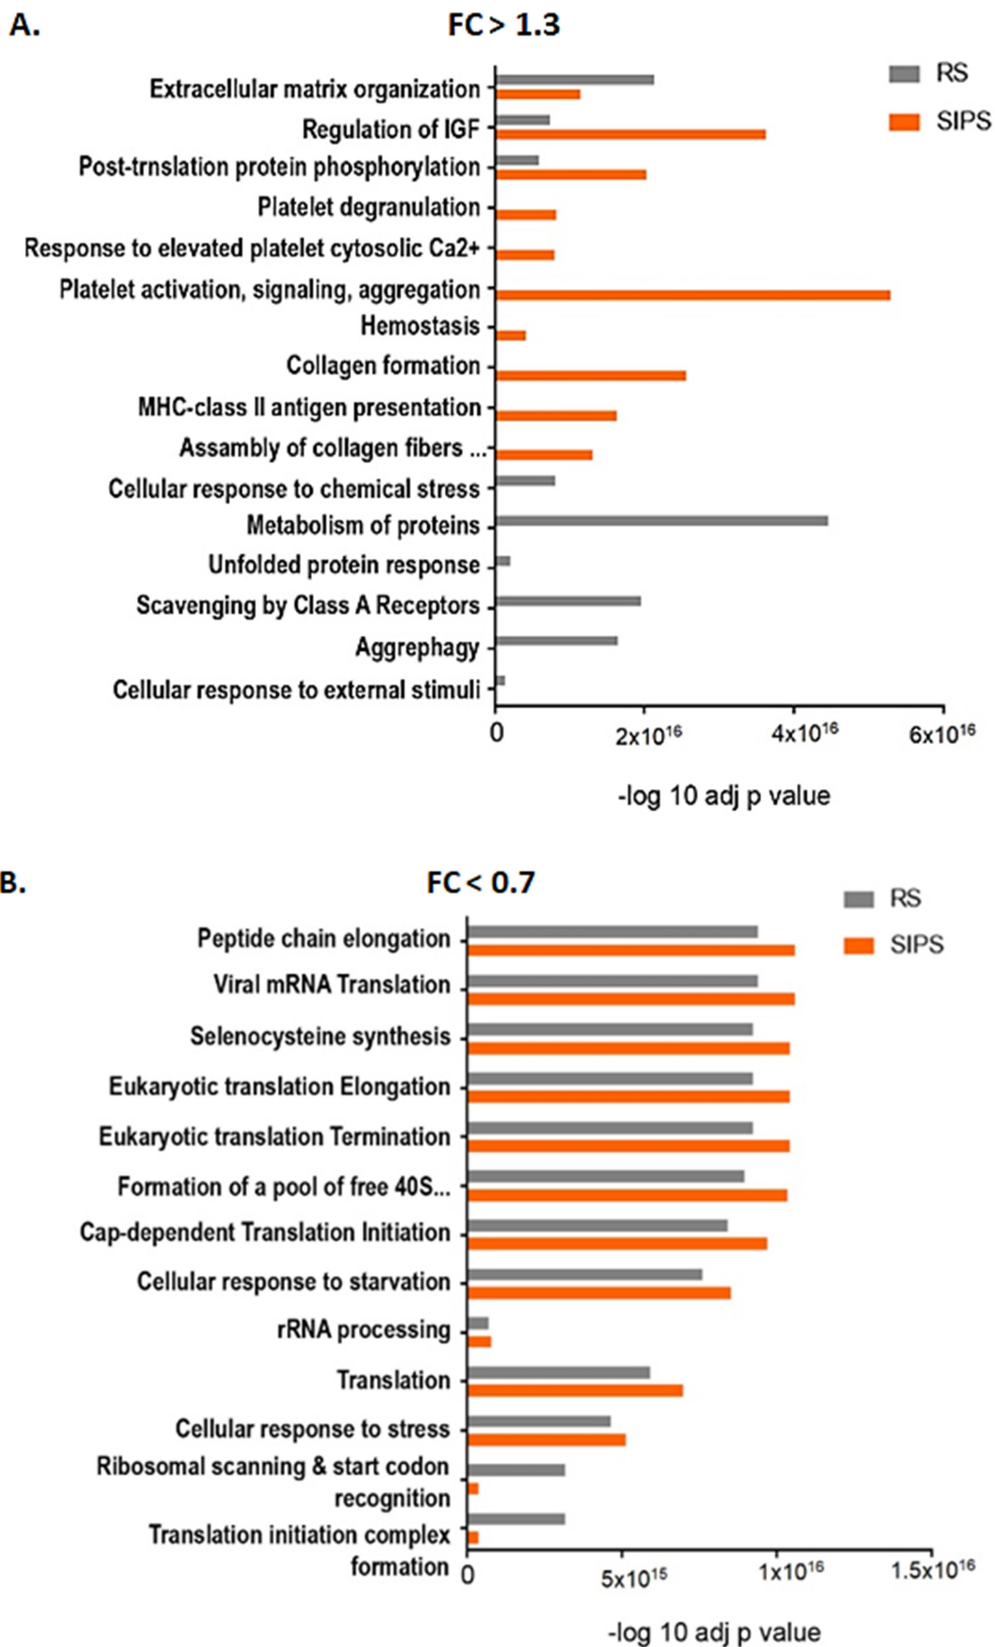 A.
FC > 1.3
RS
SIPS
Extracellular matrix organization
Regulation of IGF
Post-trnslation protein phosphorylation
Platelet degranulation
Response to elevated platelet cytosolic Ca2+
Platelet activation, signaling, aggregation
Hemostasis
Collagen formation
MHC-class II antigen presentation
Assambly of collagen fibers ...
Cellular response to chemical stress
Metabolism of proteins
Unfolded protein response
Scavenging by Class A Receptors
Aggrephagy
Cellular response to external stimuli
0 2x10¹⁶ 4x10¹⁶ 6x10¹⁶
-log 10 adj p value
B.
FC < 0.7
RS
SIPS
Peptide chain elongation
Viral mRNA Translation
Selenocysteine synthesis
Eukaryotic translation Elongation
Eukaryotic translation Termination
Formation of a pool of free 40S...
Cap-dependent Translation Initiation
Cellular response to starvation
rRNA processing
Translation
Cellular response to stress
Ribosomal scanning & start codon
recognition
Translation initiation complex
formation
0 5x10¹⁵ 1x10¹⁶ 1.5x10¹⁶
-log 10 adj p value